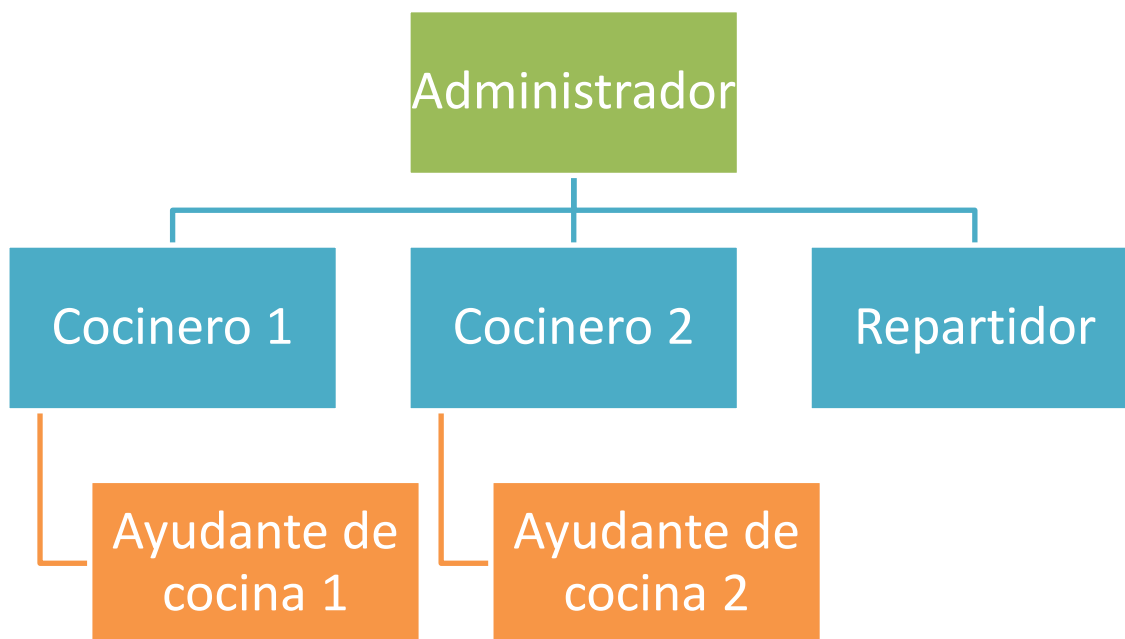 Administrador
Cocinero 1
Cocinero 2
Repartidor
Ayudante de
cocina 1
Ayudante de
cocina 2